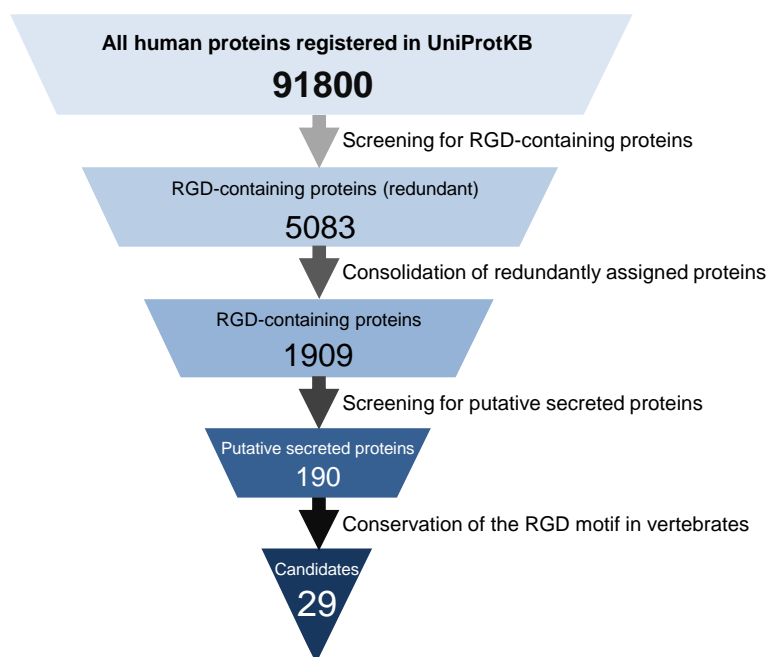 All human proteins registered in UniProtKB
91800
Screening for RGD-containing proteins
RGD-containing proteins (redundant)
5083
Consolidation of redundantly assigned proteins
RGD-containing proteins
1909
Screening for putative secreted proteins
Putative secreted proteins
190
Conservation of the RGD motif in vertebrates
Candidates
29